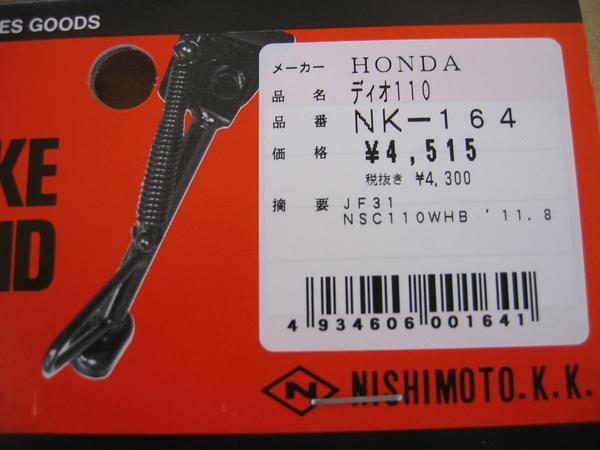 ES GOODS
メーカー HONDA
品 名 ディオ110
品 番 NK-164
価 格 ¥4,515
税抜き ¥4,300
摘 要 JF31
NSC110WHB '11.8
KE
ND
4 934606 001641
N NISHIMOTO.K.K.